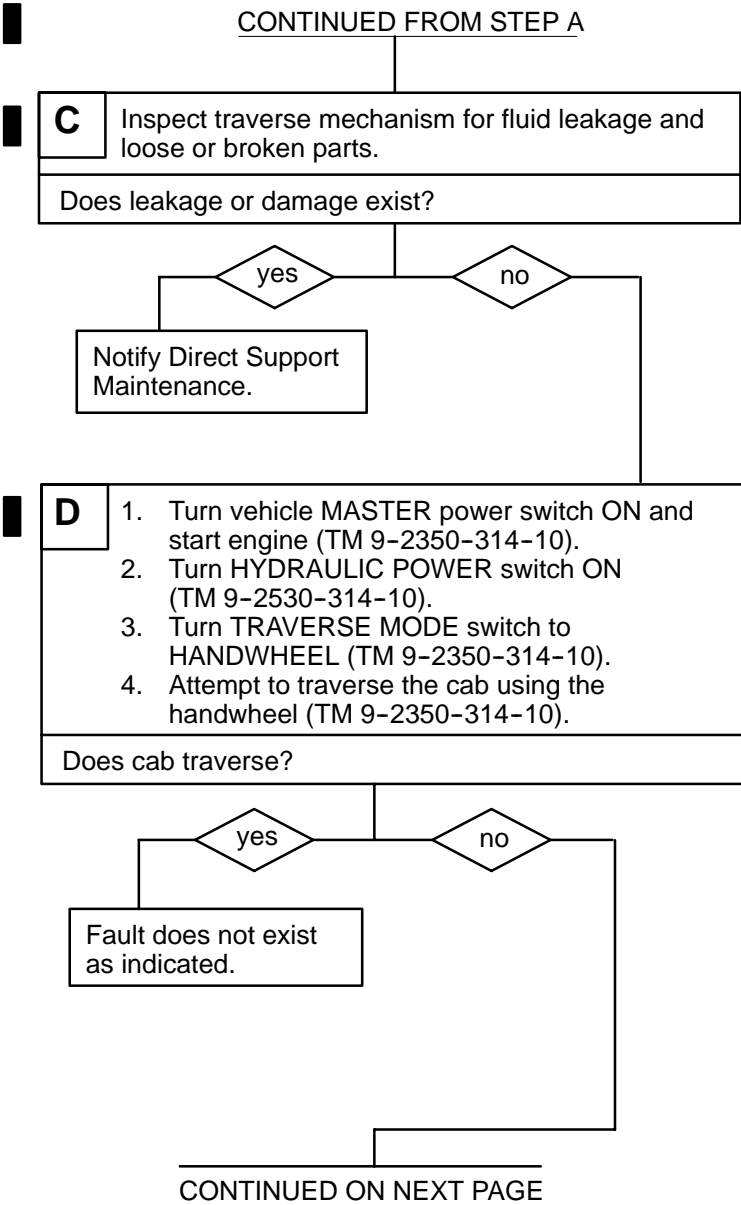 CONTINUED FROM STEP A
C
Inspect traverse mechanism for fluid leakage and
loose or broken parts.
Does leakage or damage exist?
yes
no
Notify Direct Support
Maintenance.
D
1. Turn vehicle MASTER power switch ON and
start engine (TM 9-2350-314-10).
2. Turn HYDRAULIC POWER switch ON
(TM 9-2530-314-10).
3. Turn TRAVERSE MODE switch to
HANDWHEEL (TM 9-2350-314-10).
4. Attempt to traverse the cab using the
handwheel (TM 9-2350-314-10).
Does cab traverse?
yes
no
Fault does not exist
as indicated.
CONTINUED ON NEXT PAGE